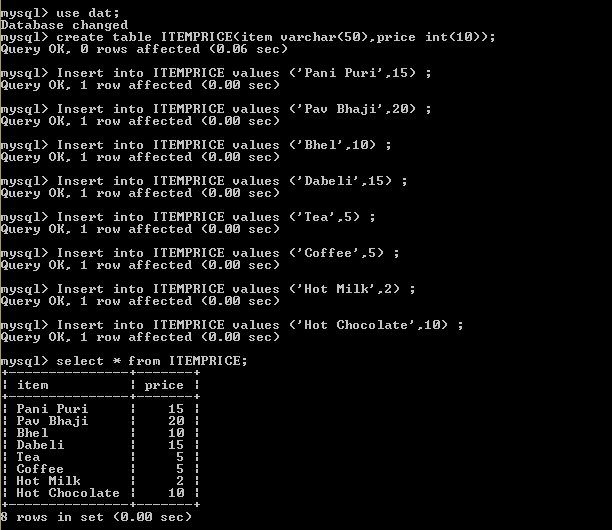 mysql> use dat;
Database changed
mysql> create table ITEMPRICE(item varchar(50),price int(10));
Query OK, 0 rows affected (0.06 sec)
mysql> Insert into ITEMPRICE values ('Pani Puri',15) ;
Query OK, 1 row affected (0.00 sec)
mysql> Insert into ITEMPRICE values ('Pav Bhaji',20) ;
Query OK, 1 row affected (0.00 sec)
mysql> Insert into ITEMPRICE values ('Bhel',10) ;
Query OK, 1 row affected (0.00 sec)
mysql> Insert into ITEMPRICE values ('Dabeli',15) ;
Query OK, 1 row affected (0.00 sec)
mysql> Insert into ITEMPRICE values ('Tea',5) ;
Query OK, 1 row affected (0.00 sec)
mysql> Insert into ITEMPRICE values ('Coffee',5) ;
Query OK, 1 row affected (0.00 sec)
mysql> Insert into ITEMPRICE values ('Hot Milk',2) ;
Query OK, 1 row affected (0.00 sec)
mysql> Insert into ITEMPRICE values ('Hot Chocolate',10) ;
Query OK, 1 row affected (0.00 sec)
mysql> select * from ITEMPRICE;
+---------------+-------+
| item          | price |
+---------------+-------+
| Pani Puri     |    15 |
| Pav Bhaji     |    20 |
| Bhel          |    10 |
| Dabeli        |    15 |
| Tea           |     5 |
| Coffee        |     5 |
| Hot Milk      |     2 |
| Hot Chocolate |    10 |
+---------------+-------+
8 rows in set (0.00 sec)